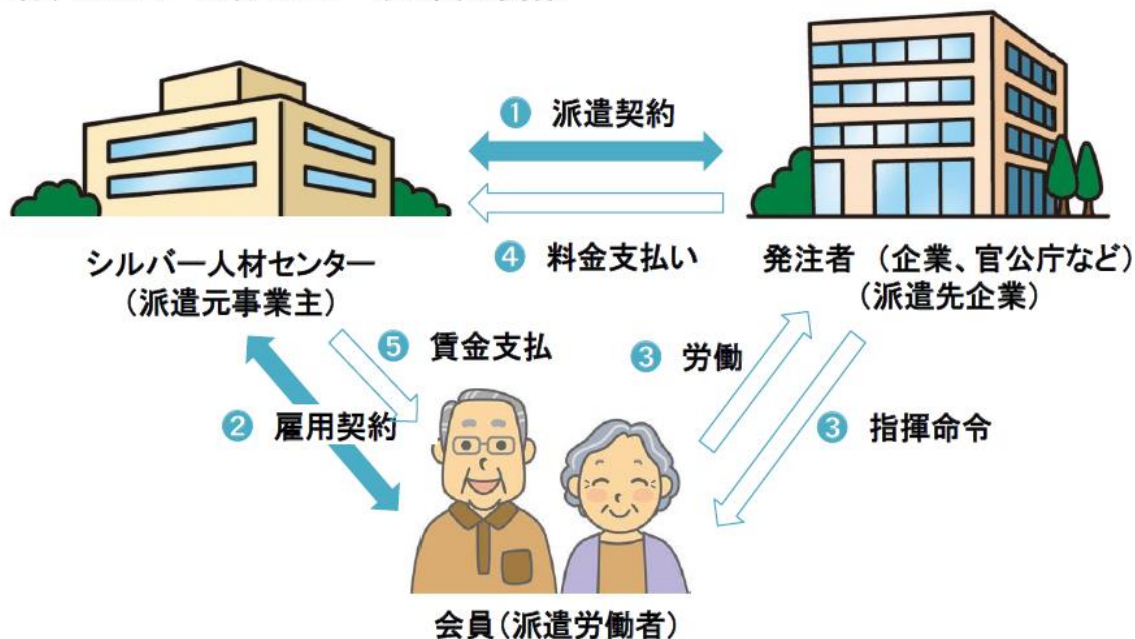 ❶ 派遣契約
❹ 料金支払い
シルバー人材センター
（派遣元事業主）
発注者 （企業、官公庁など）
（派遣先企業）
❺ 賃金支払
❸ 労働
❷ 雇用契約
❸ 指揮命令
会員（派遣労働者）